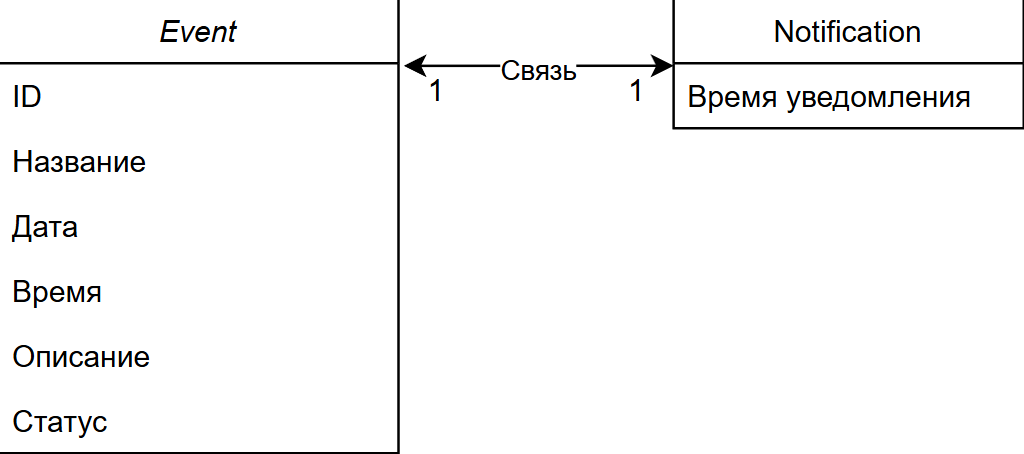 Event
ID
Название
Дата
Время
Описание
Статус
Связь
1
1
Notification
Время уведомления